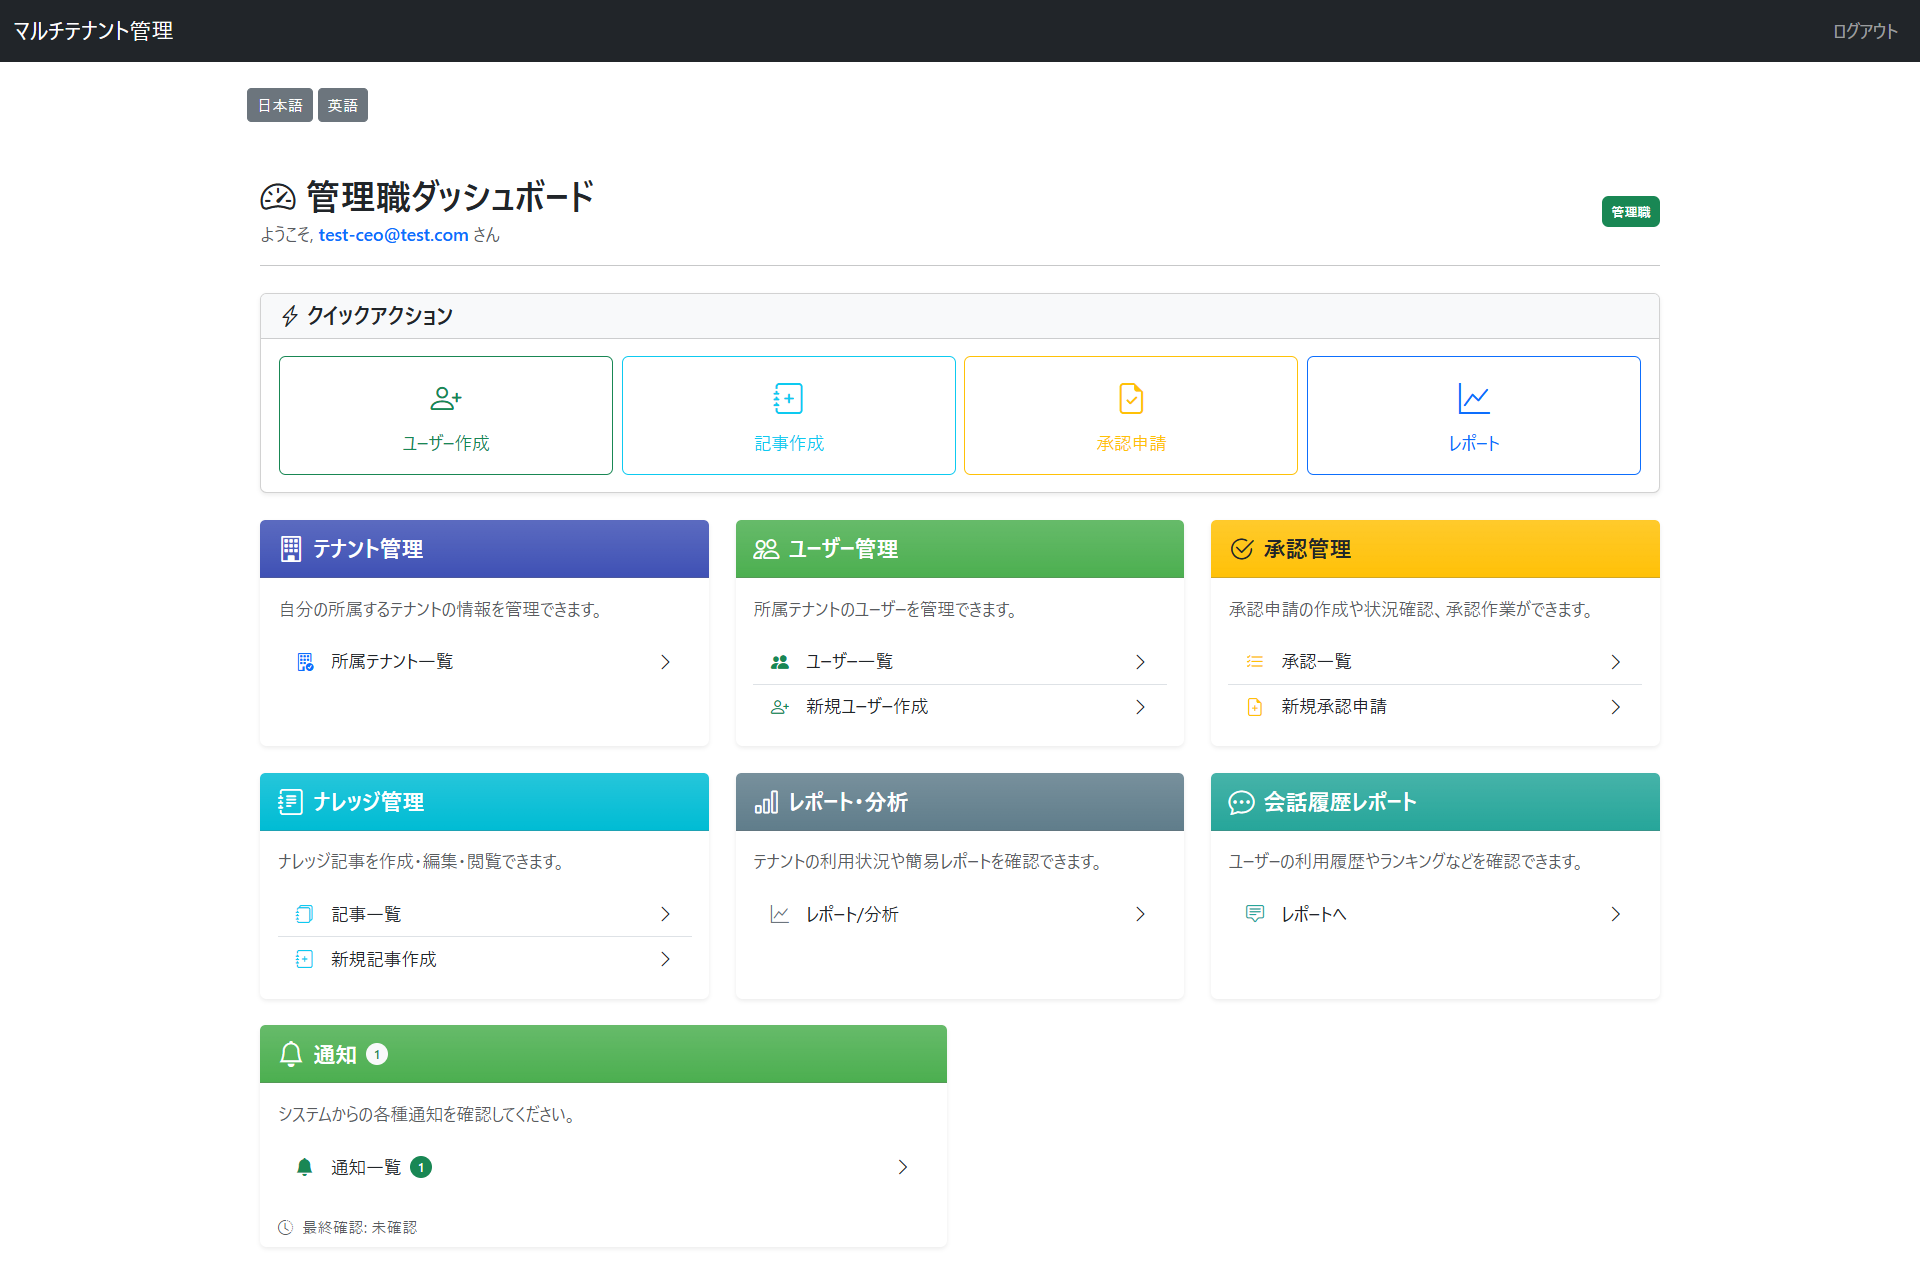 マルチテナント管理
ログアウト
日本語 英語
管理職ダッシュボード
ようこそ, test-ceo@test.com さん
管理職
クイックアクション
ユーザー作成
記事作成
承認申請
レポート
テナント管理
自分の所属するテナントの情報を管理できます。
所属テナント一覧
ユーザー管理
所属テナントのユーザーを管理できます。
ユーザー一覧
新規ユーザー作成
承認管理
承認申請の作成や状況確認、承認作業ができます。
承認一覧
新規承認申請
ナレッジ管理
ナレッジ記事を作成・編集・閲覧できます。
記事一覧
新規記事作成
レポート・分析
テナントの利用状況や簡易レポートを確認できます。
レポート/分析
会話履歴レポート
ユーザーの利用履歴やランキングなどを確認できます。
レポートへ
通知 1
システムからの各種通知を確認してください。
通知一覧 1
最終確認: 未確認